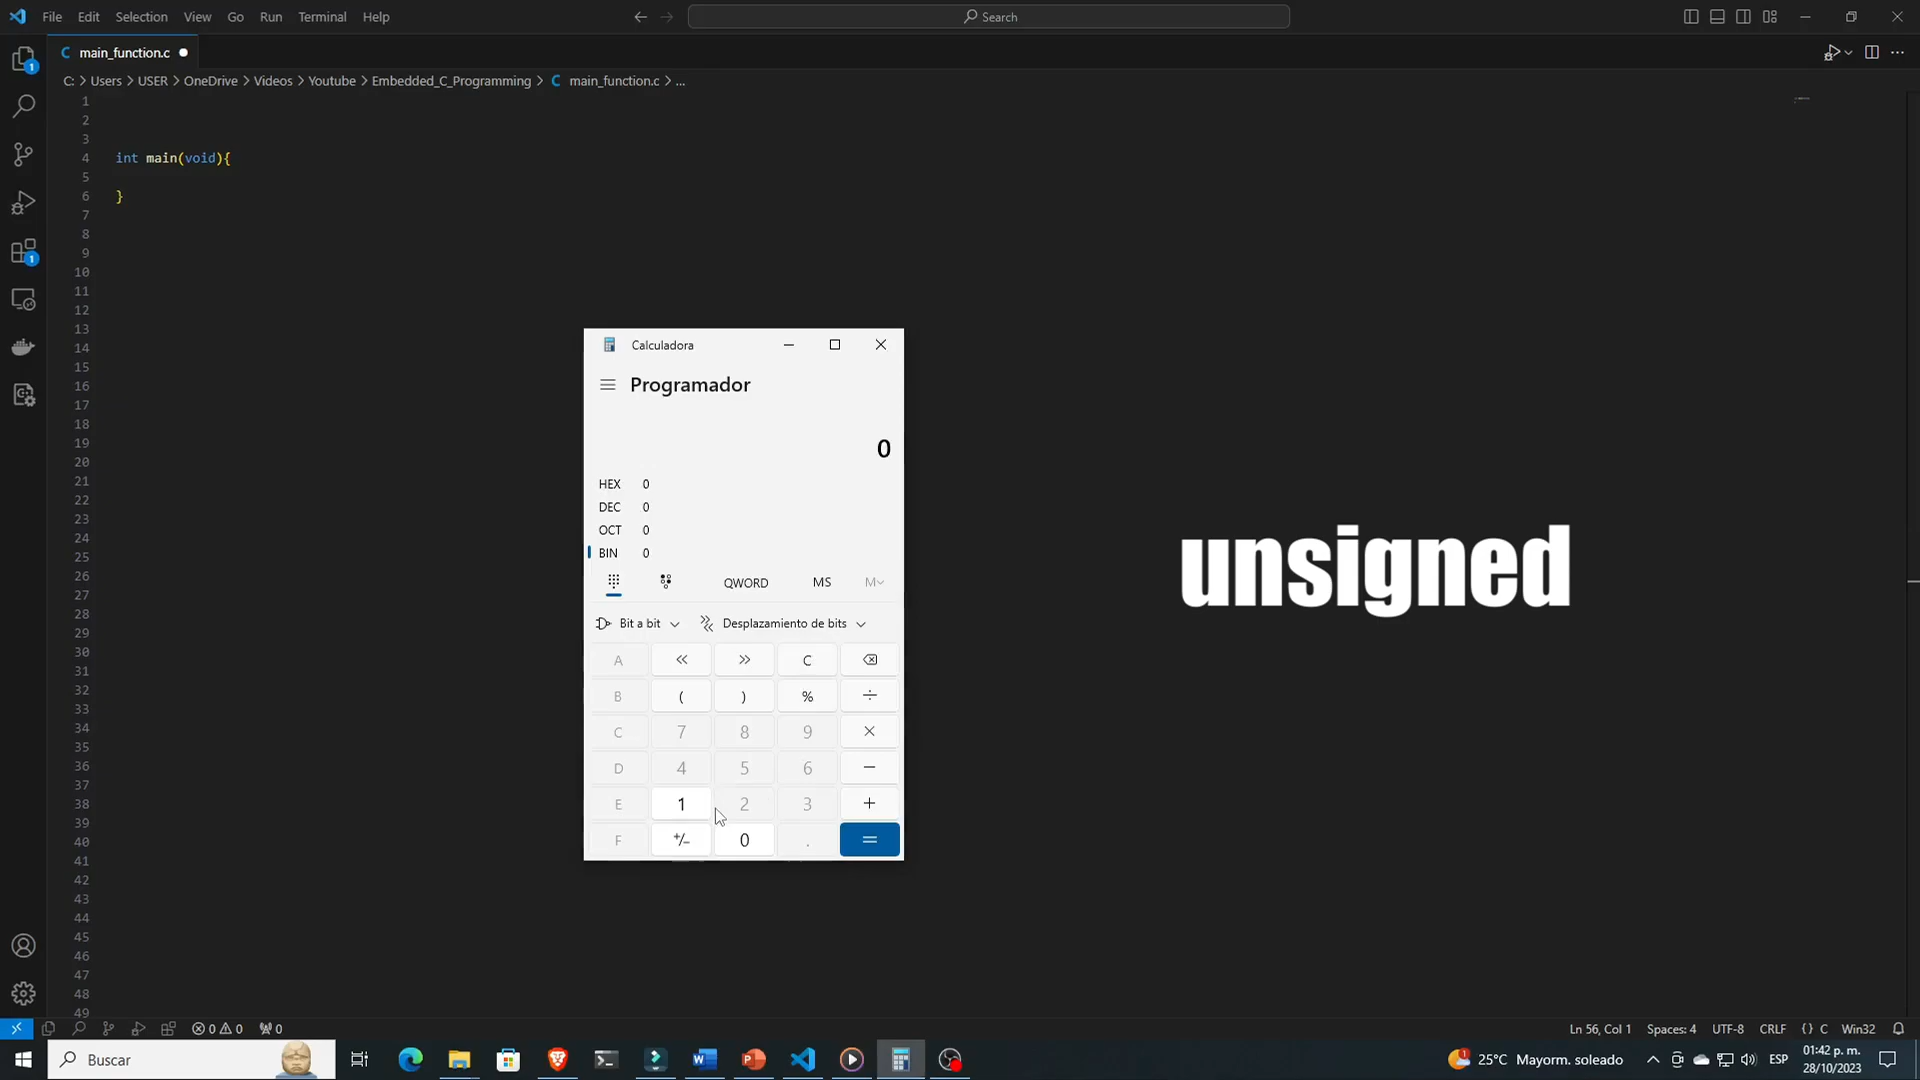 File Edit Selection View Go Run Terminal Help
Search
main_function.c
C: > Users > USER > OneDrive > Videos > Youtube > Embedded_C_Programming > C main_function.c > ...
1
2
3
4 int main(void){
5
6 }
7
8
9
10
11
12
13
14
15
16
17
18
19
20
21
22
23
24
25
26
27
28
29
30
31
32
33
34
35
36
37
38
39
40
41
42
43
44
45
46
47
48
49
Calculadora
Programador
0
HEX 0
DEC 0
OCT 0
BIN 0
QWORD MS M
Bit a bit Desplazamiento de bits
A « » C
B ( ) % ÷
C 7 8 9 ×
D 4 5 6 −
E 1 2 3 +
F +/− 0 . =
unsigned
1
1
0 0 0
Ln 56, Col 1 Spaces: 4 UTF-8 CRLF {} C Win32
Buscar
1 25°C Mayorm. soleado ESP 01:42 p. m.
28/10/2023